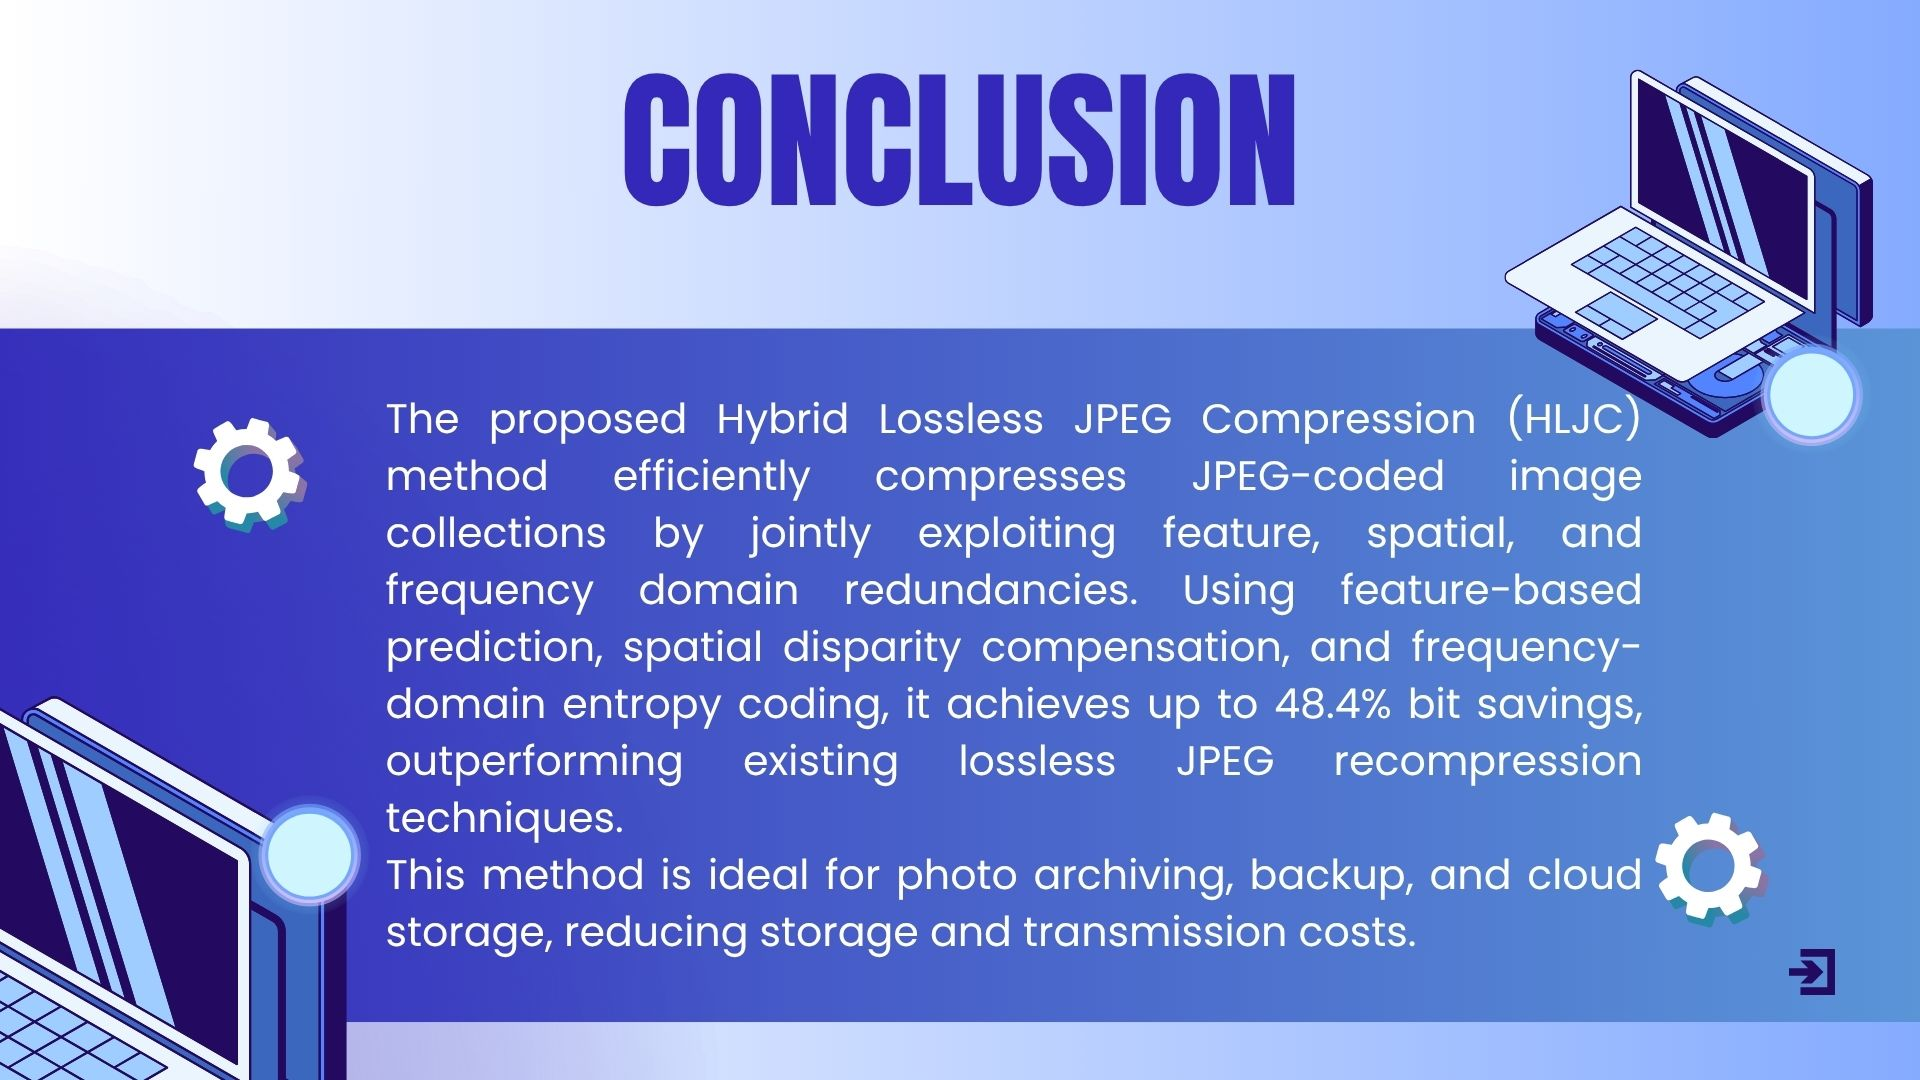 CONCLUSION
The proposed Hybrid Lossless JPEG Compression (HLJC)
method efficiently compresses JPEG-coded image
collections by jointly exploiting feature, spatial, and
frequency domain redundancies. Using feature-based
prediction, spatial disparity compensation, and frequency-
domain entropy coding, it achieves up to 48.4% bit savings,
outperforming existing lossless JPEG recompression
techniques.
This method is ideal for photo archiving, backup, and cloud
storage, reducing storage and transmission costs.